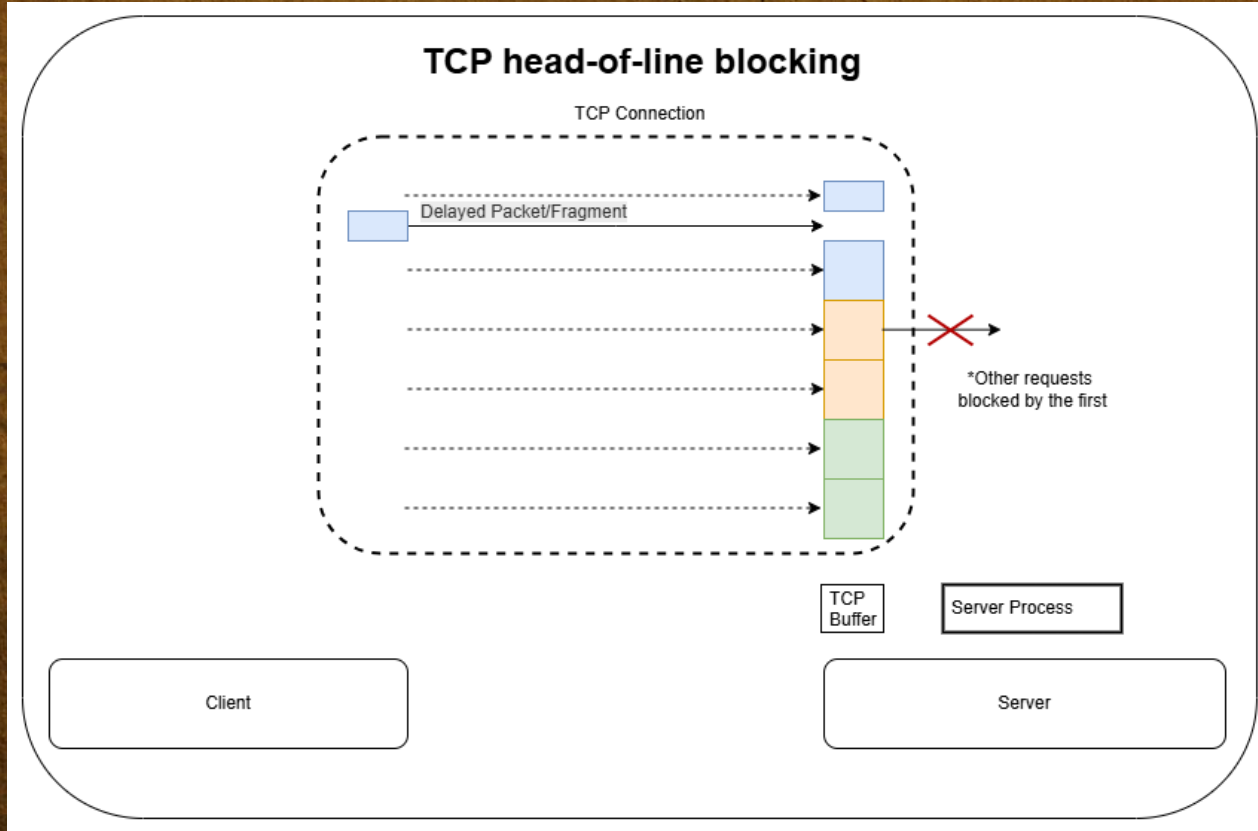 TCP head-of-line blocking
TCP Connection
Delayed Packet/Fragment
*Other requests
blocked by the first
TCP
Buffer
Server Process
Client
Server